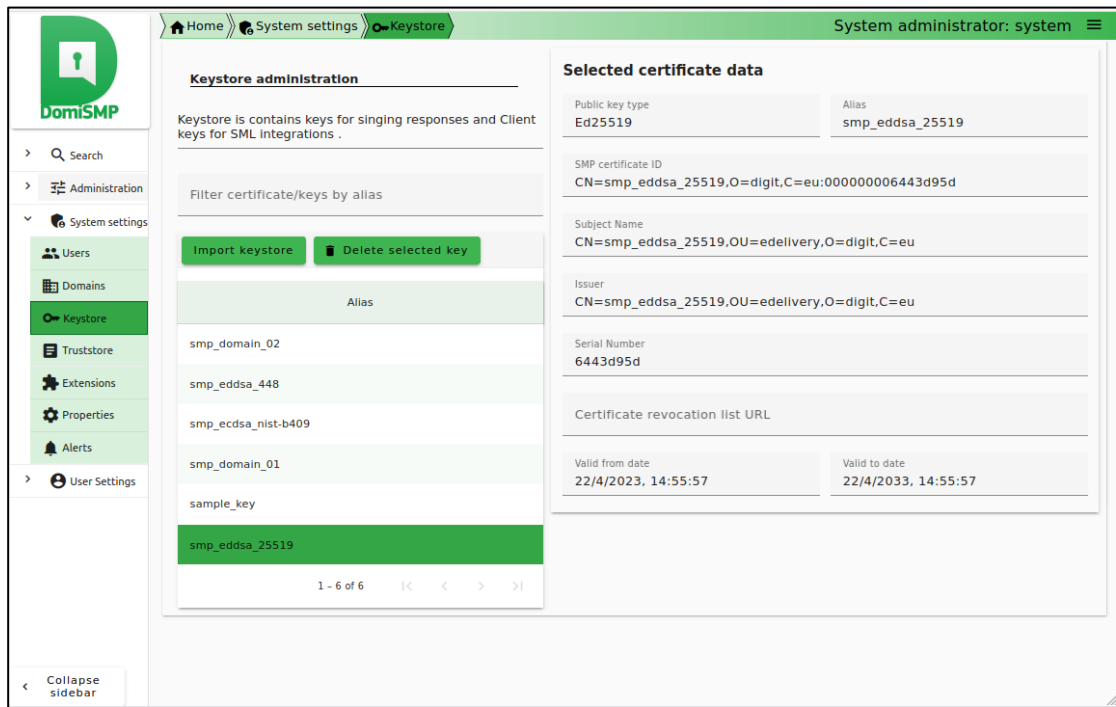 Home
System settings
Keystore
System administrator: system
DomiSMP
Search
Administration
System settings
Users
Domains
Keystore
Truststore
Extensions
Properties
Alerts
User Settings
Collapse
sidebar
Keystore administration
Keystore is contains keys for singing responses and Client
keys for SML integrations .
Filter certificate/keys by alias
Import keystore
Delete selected key
Alias
smp_domain_02
smp_eddsa_448
smp_ecdsa_nist-b409
smp_domain_01
sample_key
smp_eddsa_25519
1 – 6 of 6
Selected certificate data
Public key type
Ed25519
Alias
smp_eddsa_25519
SMP certificate ID
CN=smp_eddsa_25519,O=digit,C=eu:000000006443d95d
Subject Name
CN=smp_eddsa_25519,OU=edelivery,O=digit,C=eu
Issuer
CN=smp_eddsa_25519,OU=edelivery,O=digit,C=eu
Serial Number
6443d95d
Certificate revocation list URL
Valid from date
22/4/2023, 14:55:57
Valid to date
22/4/2033, 14:55:57